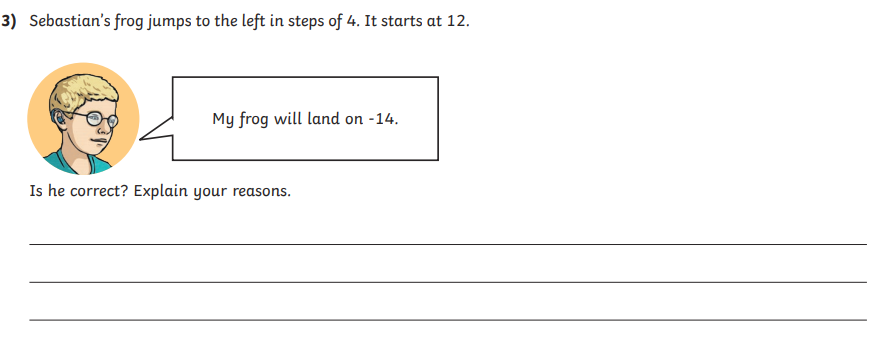 3) Sebastian's frog jumps to the left in steps of 4. It starts at 12.
My frog will land on -14.
Is he correct? Explain your reasons.